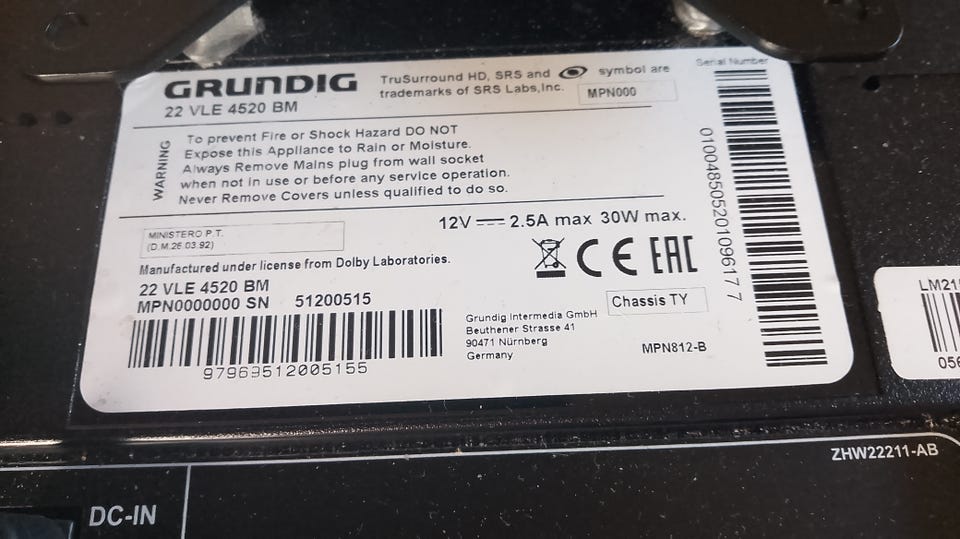 GRUNDIG
22 VLE 4520 BM
TruSurround HD, SRS and symbol are
trademarks of SRS Labs,Inc.
MPN000
Serial Number
WARNING
To prevent Fire or Shock Hazard DO NOT
Expose this Appliance to Rain or Moisture.
Always Remove Mains plug from wall socket
when not in use or before any service operation.
Never Remove Covers unless qualified to do so.
12V 2.5A max 30W max.
MINISTERO P.T.
(D.M.26.03.92)
Manufactured under license from Dolby Laboratories.
CE EAC
22 VLE 4520 BM
MPN0000000 SN 51200515
97969512005155
Grundig Intermedia GmbH
Beuthener Strasse 41
90471 Nürnberg
Germany
Chassis TY
MPN812-B
ZHW22211-AB
DC-IN